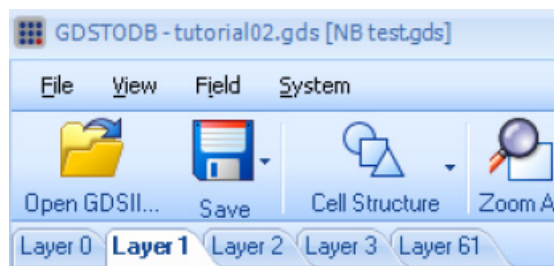 GDSTODB - tutorial02.gds [NB test.gds]
File View Field System
Open GDSII... Save Cell Structure Zoom A
Layer 0 Layer 1 Layer 2 Layer 3 Layer 61